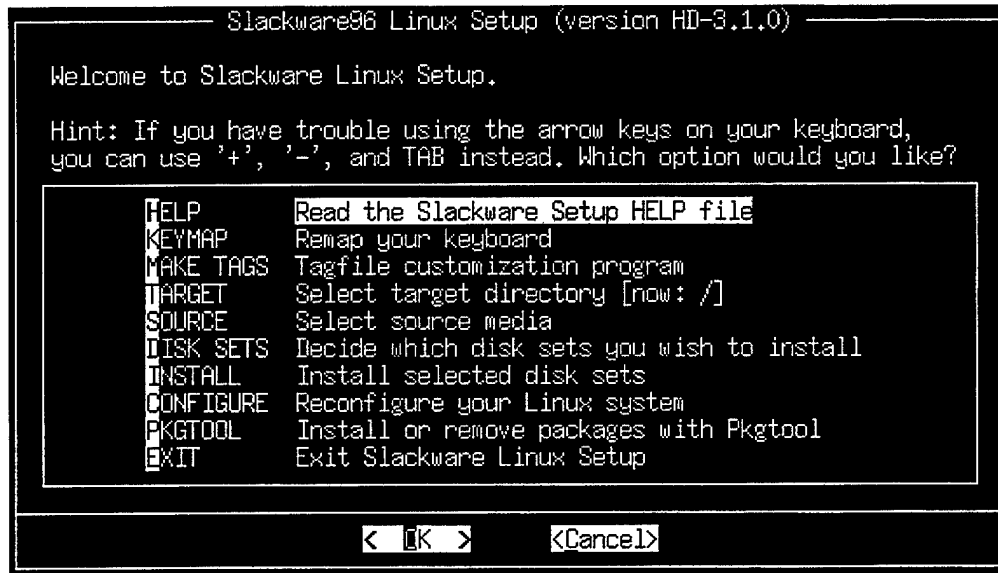 Slackware96 Linux Setup (version HD-3.1.0)
Welcome to Slackware Linux Setup.
Hint: If you have trouble using the arrow keys on your keyboard,
you can use '+', '-', and TAB instead. Which option would you like?
HELP Read the Slackware Setup HELP file
KEYMAP Remap your keyboard
MAKE TAGS Tagfile customization program
TARGET Select target directory [now: /]
SOURCE Select source media
DISK SETS Decide which disk sets you wish to install
INSTALL Install selected disk sets
CONFIGURE Reconfigure your Linux system
PKGTOOL Install or remove packages with Pkgtool
EXIT Exit Slackware Linux Setup
< OK > <Cancel>